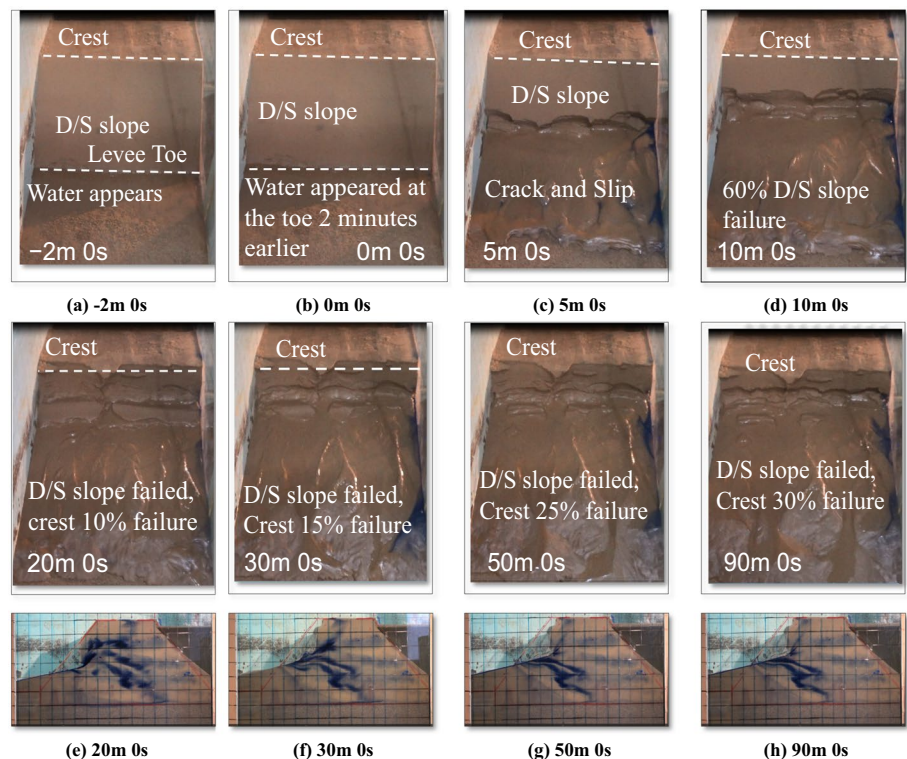 Crest
D/S slope
Levee Toe
Water appears
−2m 0s
(a) -2m 0s
Crest
D/S slope
Water appeared at
the toe 2 minutes
earlier
0m 0s
(b) 0m 0s
Crest
D/S slope
Crack and Slip
5m 0s
(c) 5m 0s
Crest
60% D/S slope
failure
10m 0s
(d) 10m 0s
Crest
D/S slope failed,
crest 10% failure
20m 0s
(e) 20m 0s
Crest
D/S slope failed,
Crest 15% failure
30m 0s
(f) 30m 0s
Crest
D/S slope failed,
Crest 25% failure
50m 0s
(g) 50m 0s
Crest
D/S slope failed,
Crest 30% failure
90m 0s
(h) 90m 0s